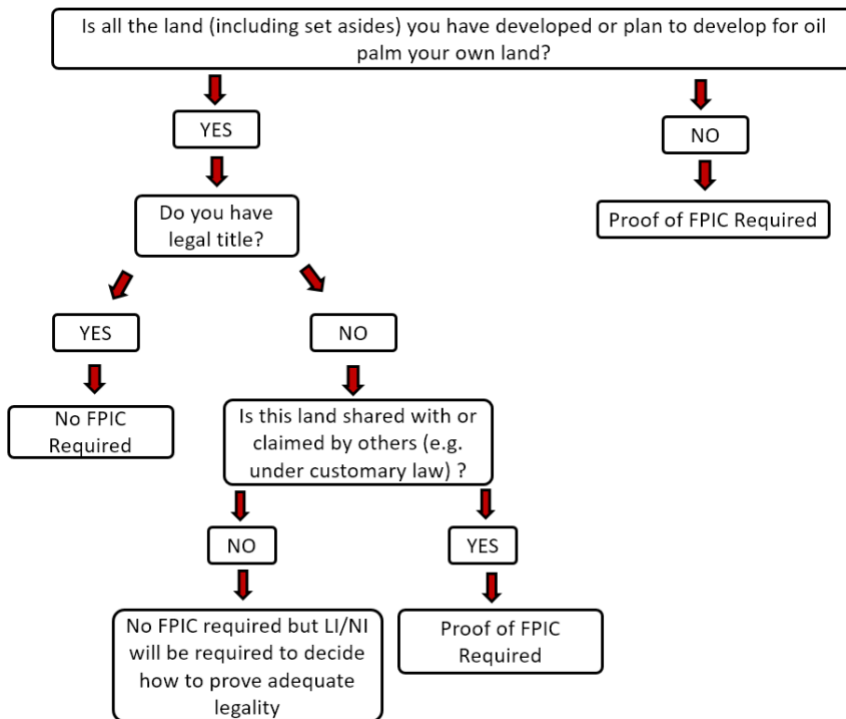 Is all the land (including set asides) you have developed or plan to develop for oil
palm your own land?
YES
NO
Do you have
legal title?
Proof of FPIC Required
YES
NO
No FPIC
Required
Is this land shared with or
claimed by others (e.g.
under customary law) ?
NO
YES
No FPIC required but LI/NI
will be required to decide
how to prove adequate
legality
Proof of FPIC
Required